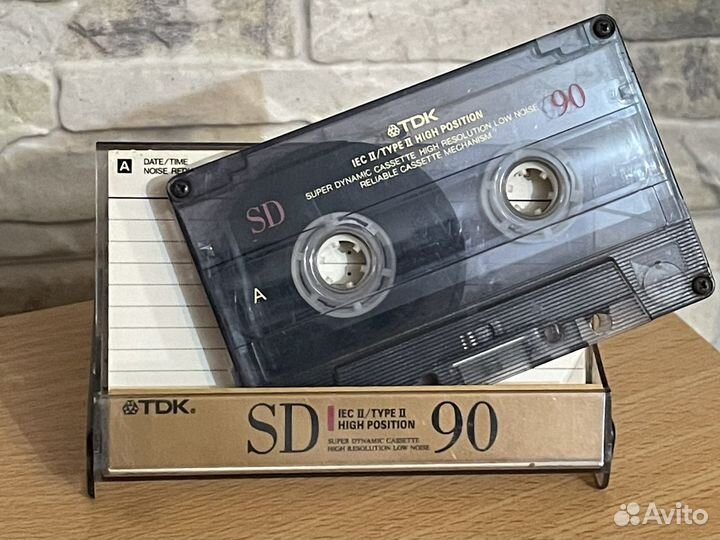 A DATE/TIME
NOISE RED
TDK
IEC II/TYPE II HIGH POSITION
SUPER DYNAMIC CASSETTE HIGH RESOLUTION LOW NOISE
RELIABLE CASSETTE MECHANISM
90
SD
A
TDK®
SD
IEC II/TYPE II
HIGH POSITION
SUPER DYNAMIC CASSETTE
HIGH RESOLUTION LOW NOISE
90
Avito